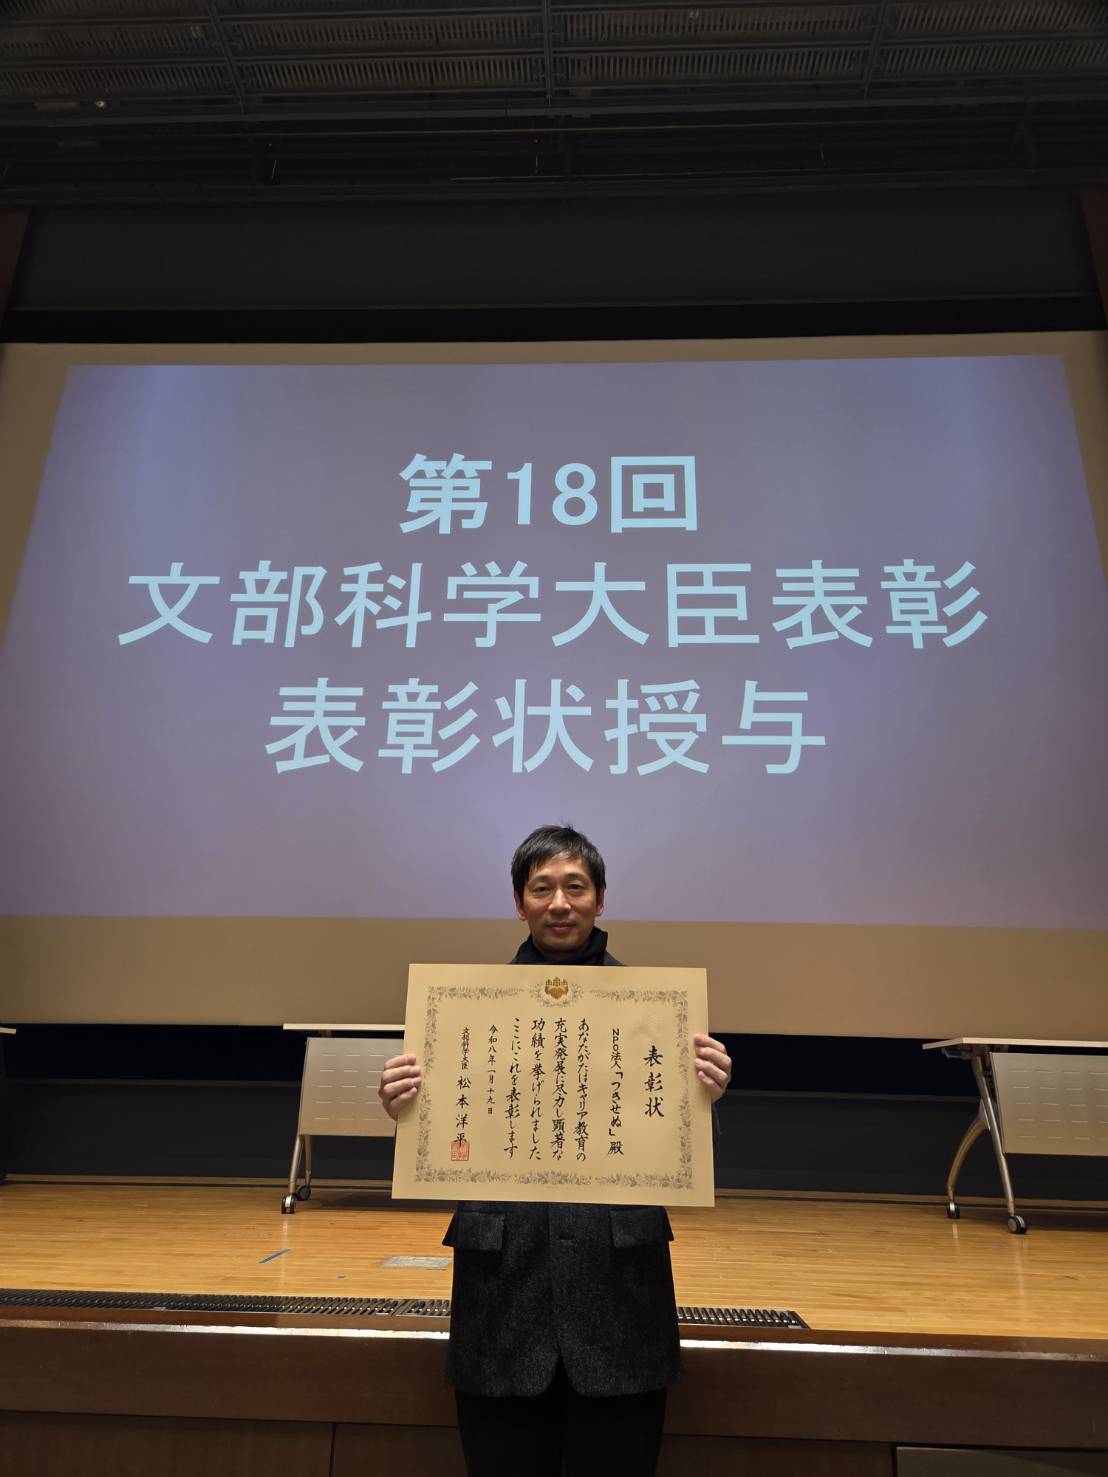 第18回
文部科学大臣表彰
表彰状授与
表彰状
NPO法人「つきせぬ」殿
あなたがたはキャリア教育の
充実発展に尽力し顕著な
功績を挙げられました
ここにこれを表彰します
令和八年一月十九日
文部科学大臣 松本洋平